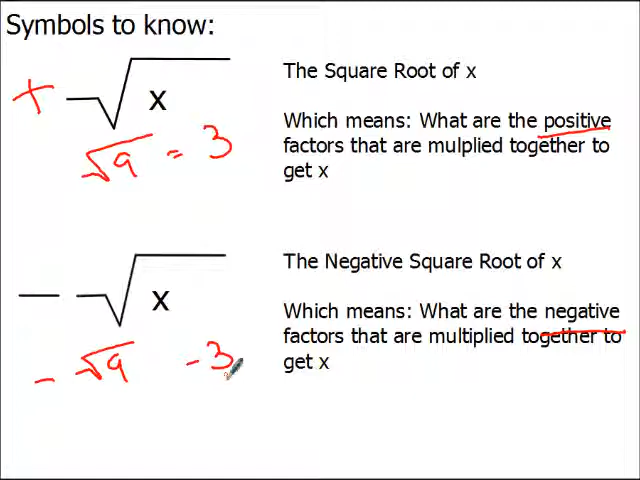 Symbols to know:
+ √x
The Square Root of x
Which means: What are the positive
factors that are mulplied together to
get x
√9 = 3
- √x
The Negative Square Root of x
Which means: What are the negative
factors that are multiplied together to
get x
- √9 -3